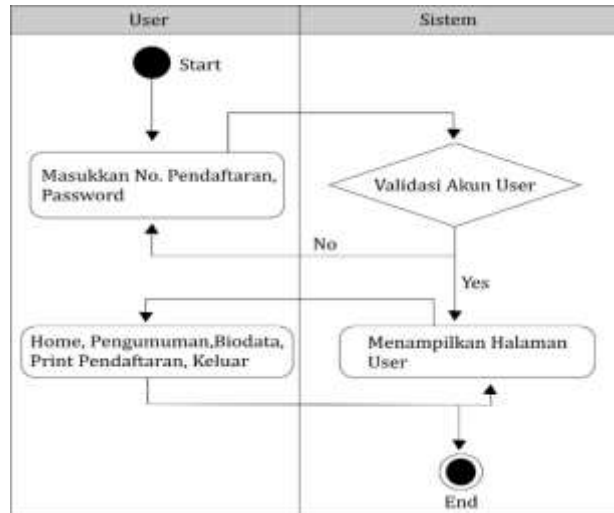 User
Sistem
Start
Masukkan No. Pendaftaran,
Password
Validasi Akun User
No
Yes
Home, Pengumuman,Biodata,
Print Pendaftaran, Keluar
Menampilkan Halaman
User
End